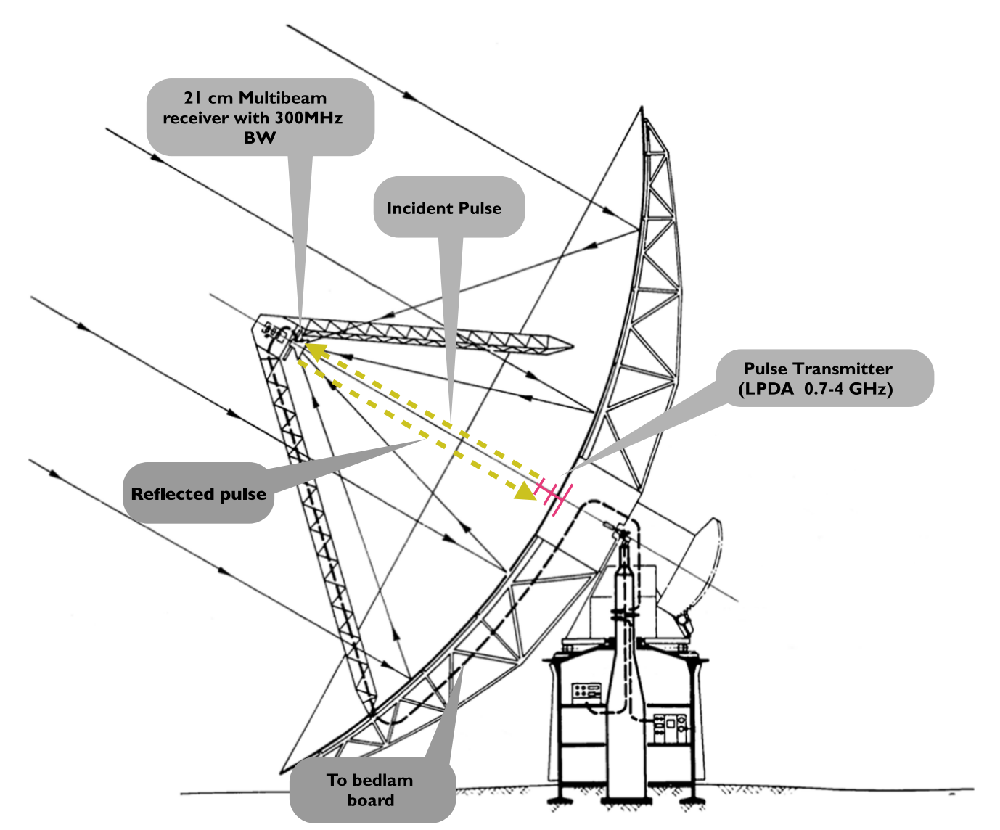 21 cm Multibeam
receiver with 300MHz
BW
Incident Pulse
Pulse Transmitter
(LPDA 0.7-4 GHz)
Reflected pulse
To bedlam
board